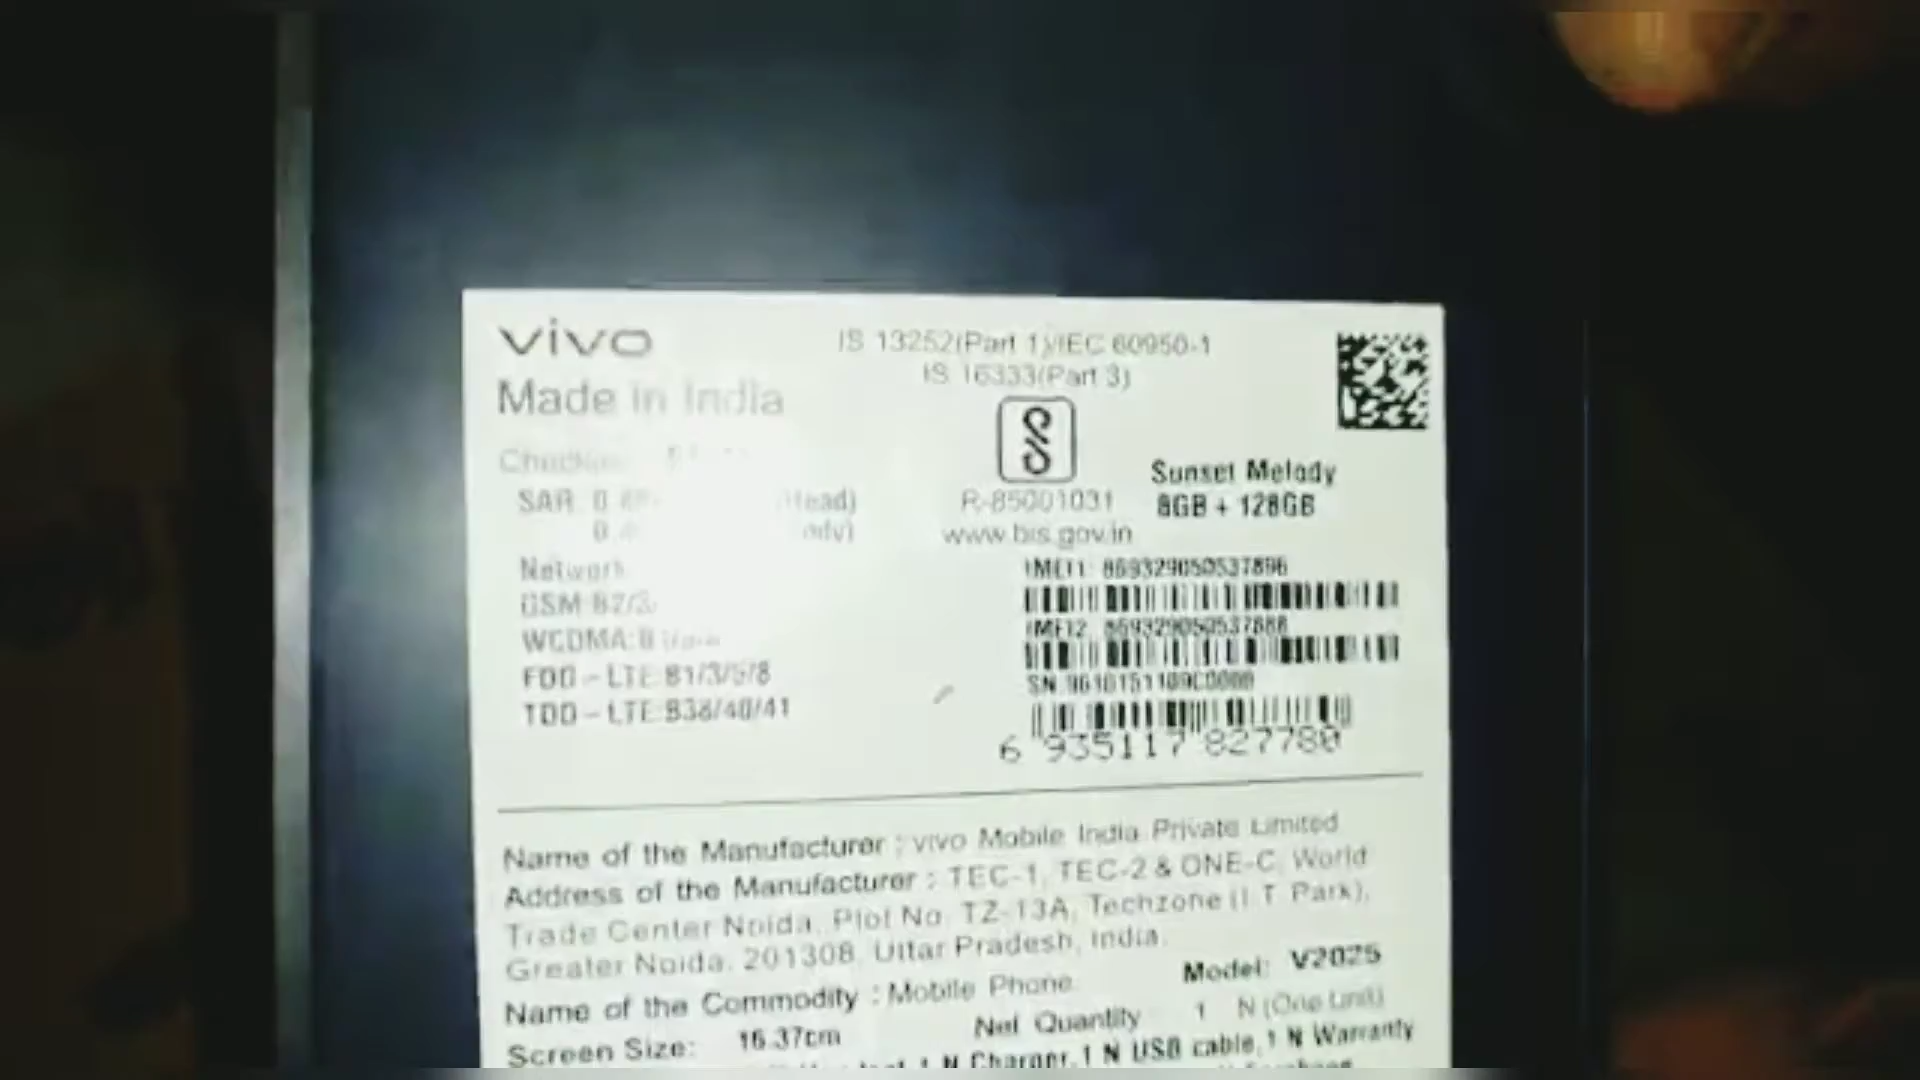 vivo
Made in India
IS 13252(Part 1)/IEC 60950-1
IS 16333(Part 3)
R-85001031
www.bis.gov.in
Sunset Melody
8GB + 128GB
SAR: 0 (Head)
Network
GSM:B2/3/
WCDMA:B
FDD-LTE:B1/3/5/8
TDD-LTE:B38/40/41
IMEI1: 869329050537896
IMEI2: 869329050537888
SN:
6 935117 827780
Name of the Manufacturer : vivo Mobile India Private Limited
Address of the Manufacturer : TEC-1, TEC-2 & ONE-C, World
Trade Center Noida, Plot No. TZ-13A, Techzone (I.T Park),
Greater Noida, 201308, Uttar Pradesh, India.
Name of the Commodity : Mobile Phone
Model: V2025
Screen Size: 16.37cm
Net Quantity 1 N (One Unit)
1 N Charger,1 N USB cable,1 N Warranty